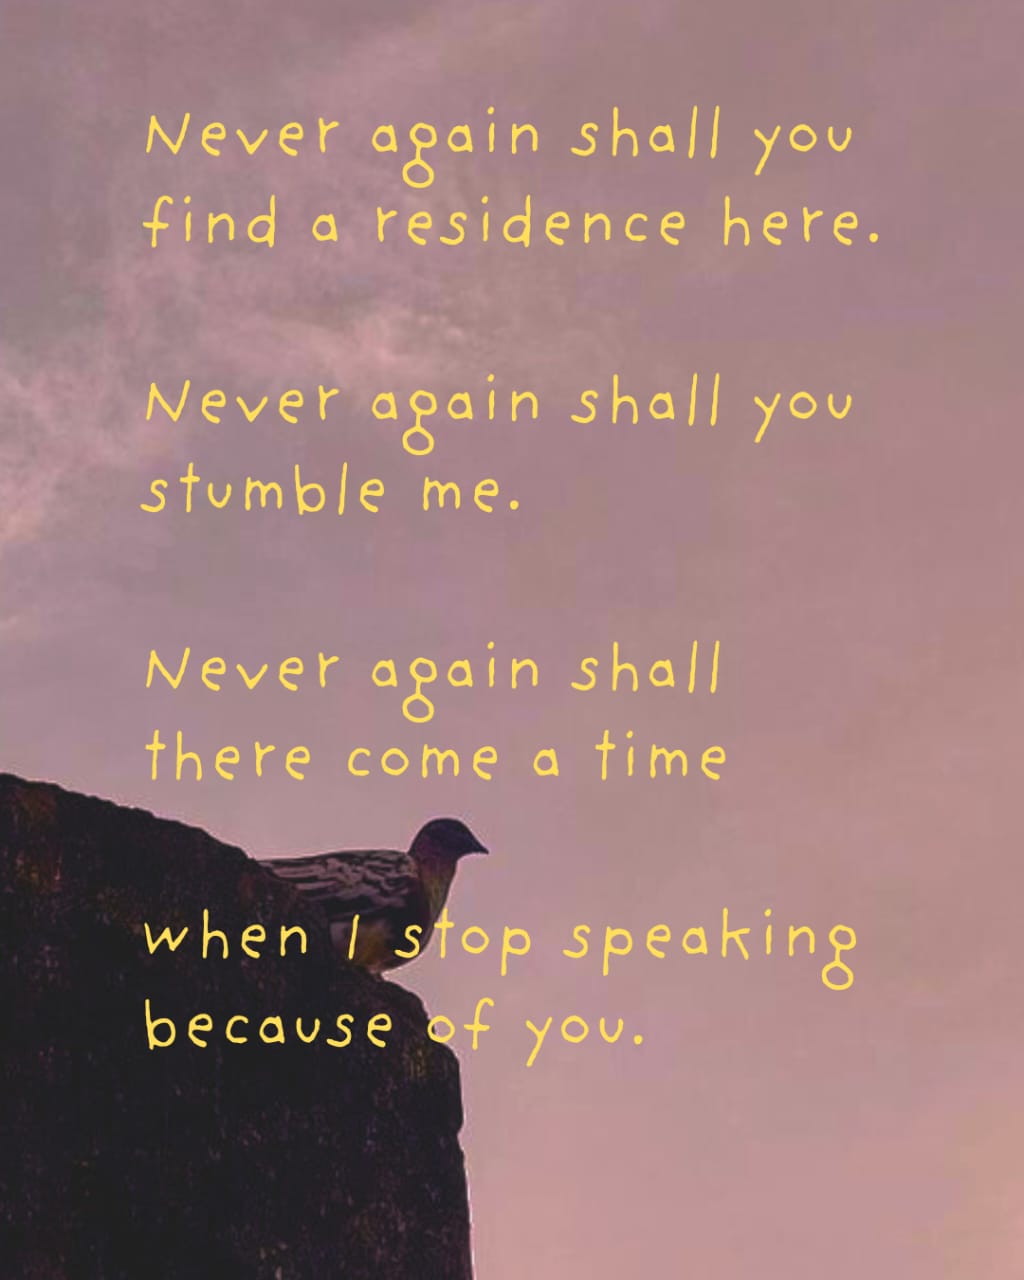 Never again shall you
find a residence here.
Never again shall you
stumble me.
Never again shall
there come a time
when I stop speaking
because of you.